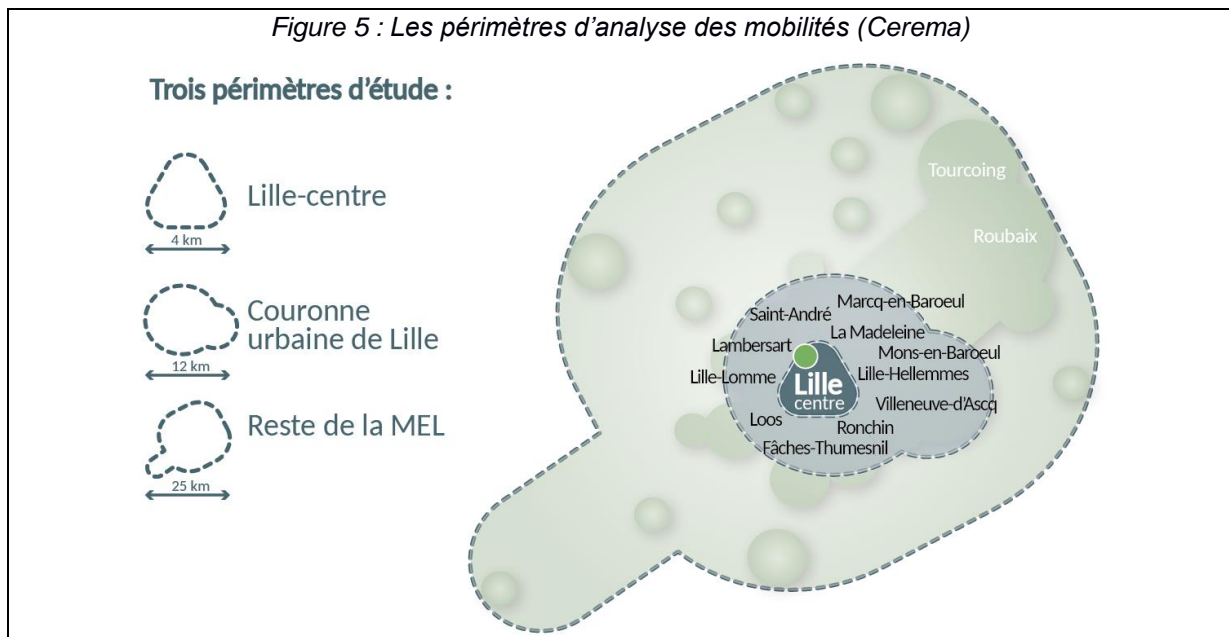 Figure 5 : Les périmètres d'analyse des mobilités (Cerema)
Trois périmètres d'étude :
Lille-centre
4 km
Couronne
urbaine de Lille
12 km
Reste de la MEL
25 km
Tourcoing
Roubaix
Marcq-en-Baroeul
Saint-André
La Madeleine
Lambersart
Mons-en-Baroeul
Lille-Lomme
Lille
centre
Lille-Hellemmes
Villeneuve-d'Ascq
Loos
Ronchin
Fâches-Thumesnil